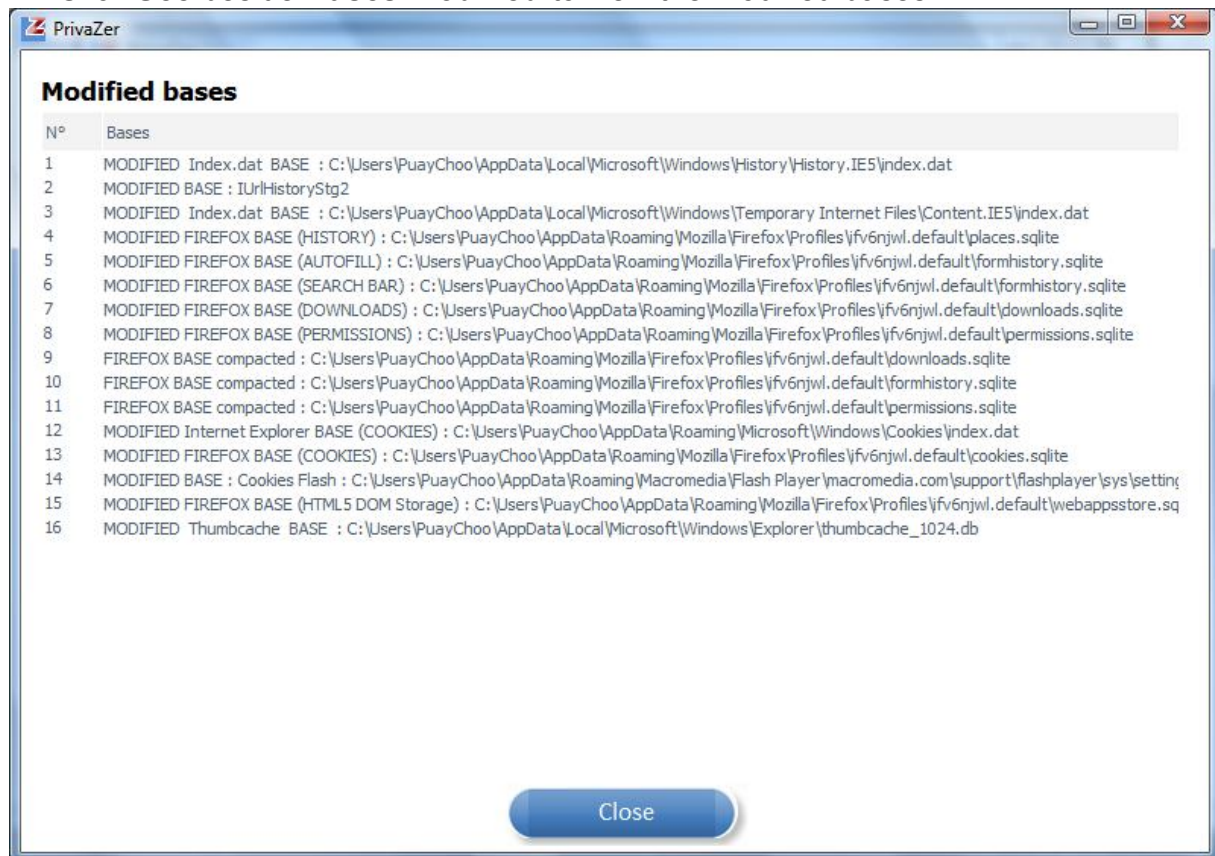 PrivaZer
Modified bases
N° Bases
1 MODIFIED Index.dat BASE : C:\Users\PuayChoo\AppData\Local\Microsoft\Windows\History\History.IE5\index.dat
2 MODIFIED BASE : IUrlHistoryStg2
3 MODIFIED Index.dat BASE : C:\Users\PuayChoo\AppData\Local\Microsoft\Windows\Temporary Internet Files\Content.IE5\index.dat
4 MODIFIED FIREFOX BASE (HISTORY) : C:\Users\PuayChoo\AppData\Roaming\Mozilla\Firefox\Profiles\ifv6njwl.default\places.sqlite
5 MODIFIED FIREFOX BASE (AUTOFILL) : C:\Users\PuayChoo\AppData\Roaming\Mozilla\Firefox\Profiles\ifv6njwl.default\formhistory.sqlite
6 MODIFIED FIREFOX BASE (SEARCH BAR) : C:\Users\PuayChoo\AppData\Roaming\Mozilla\Firefox\Profiles\ifv6njwl.default\formhistory.sqlite
7 MODIFIED FIREFOX BASE (DOWNLOADS) : C:\Users\PuayChoo\AppData\Roaming\Mozilla\Firefox\Profiles\ifv6njwl.default\downloads.sqlite
8 MODIFIED FIREFOX BASE (PERMISSIONS) : C:\Users\PuayChoo\AppData\Roaming\Mozilla\Firefox\Profiles\ifv6njwl.default\permissions.sqlite
9 FIREFOX BASE compacted : C:\Users\PuayChoo\AppData\Roaming\Mozilla\Firefox\Profiles\ifv6njwl.default\downloads.sqlite
10 FIREFOX BASE compacted : C:\Users\PuayChoo\AppData\Roaming\Mozilla\Firefox\Profiles\ifv6njwl.default\formhistory.sqlite
11 FIREFOX BASE compacted : C:\Users\PuayChoo\AppData\Roaming\Mozilla\Firefox\Profiles\ifv6njwl.default\permissions.sqlite
12 MODIFIED Internet Explorer BASE (COOKIES) : C:\Users\PuayChoo\AppData\Roaming\Microsoft\Windows\Cookies\index.dat
13 MODIFIED FIREFOX BASE (COOKIES) : C:\Users\PuayChoo\AppData\Roaming\Mozilla\Firefox\Profiles\ifv6njwl.default\cookies.sqlite
14 MODIFIED BASE : Cookies Flash : C:\Users\PuayChoo\AppData\Roaming\Macromedia\Flash Player\macromedia.com\support\flashplayer\sys\setting
15 MODIFIED FIREFOX BASE (HTML5 DOM Storage) : C:\Users\PuayChoo\AppData\Roaming\Mozilla\Firefox\Profiles\ifv6njwl.default\webappsstore.sq
16 MODIFIED Thumbcache BASE : C:\Users\PuayChoo\AppData\Local\Microsoft\Windows\Explorer\thumbcache_1024.db
Close